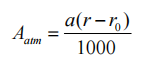 A_atm = a(r − r_0) / 1000